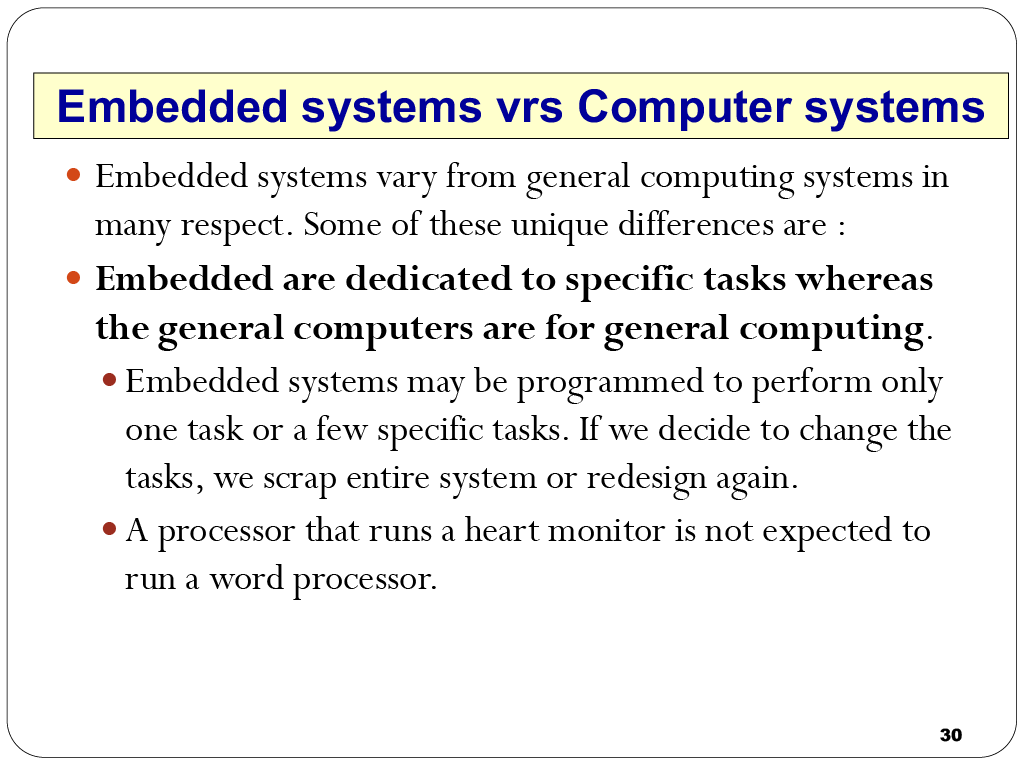 Embedded systems vrs Computer systems
• Embedded systems vary from general computing systems in
many respect. Some of these unique differences are :
• Embedded are dedicated to specific tasks whereas
the general computers are for general computing.
• Embedded systems may be programmed to perform only
one task or a few specific tasks. If we decide to change the
tasks, we scrap entire system or redesign again.
• A processor that runs a heart monitor is not expected to
run a word processor.
30